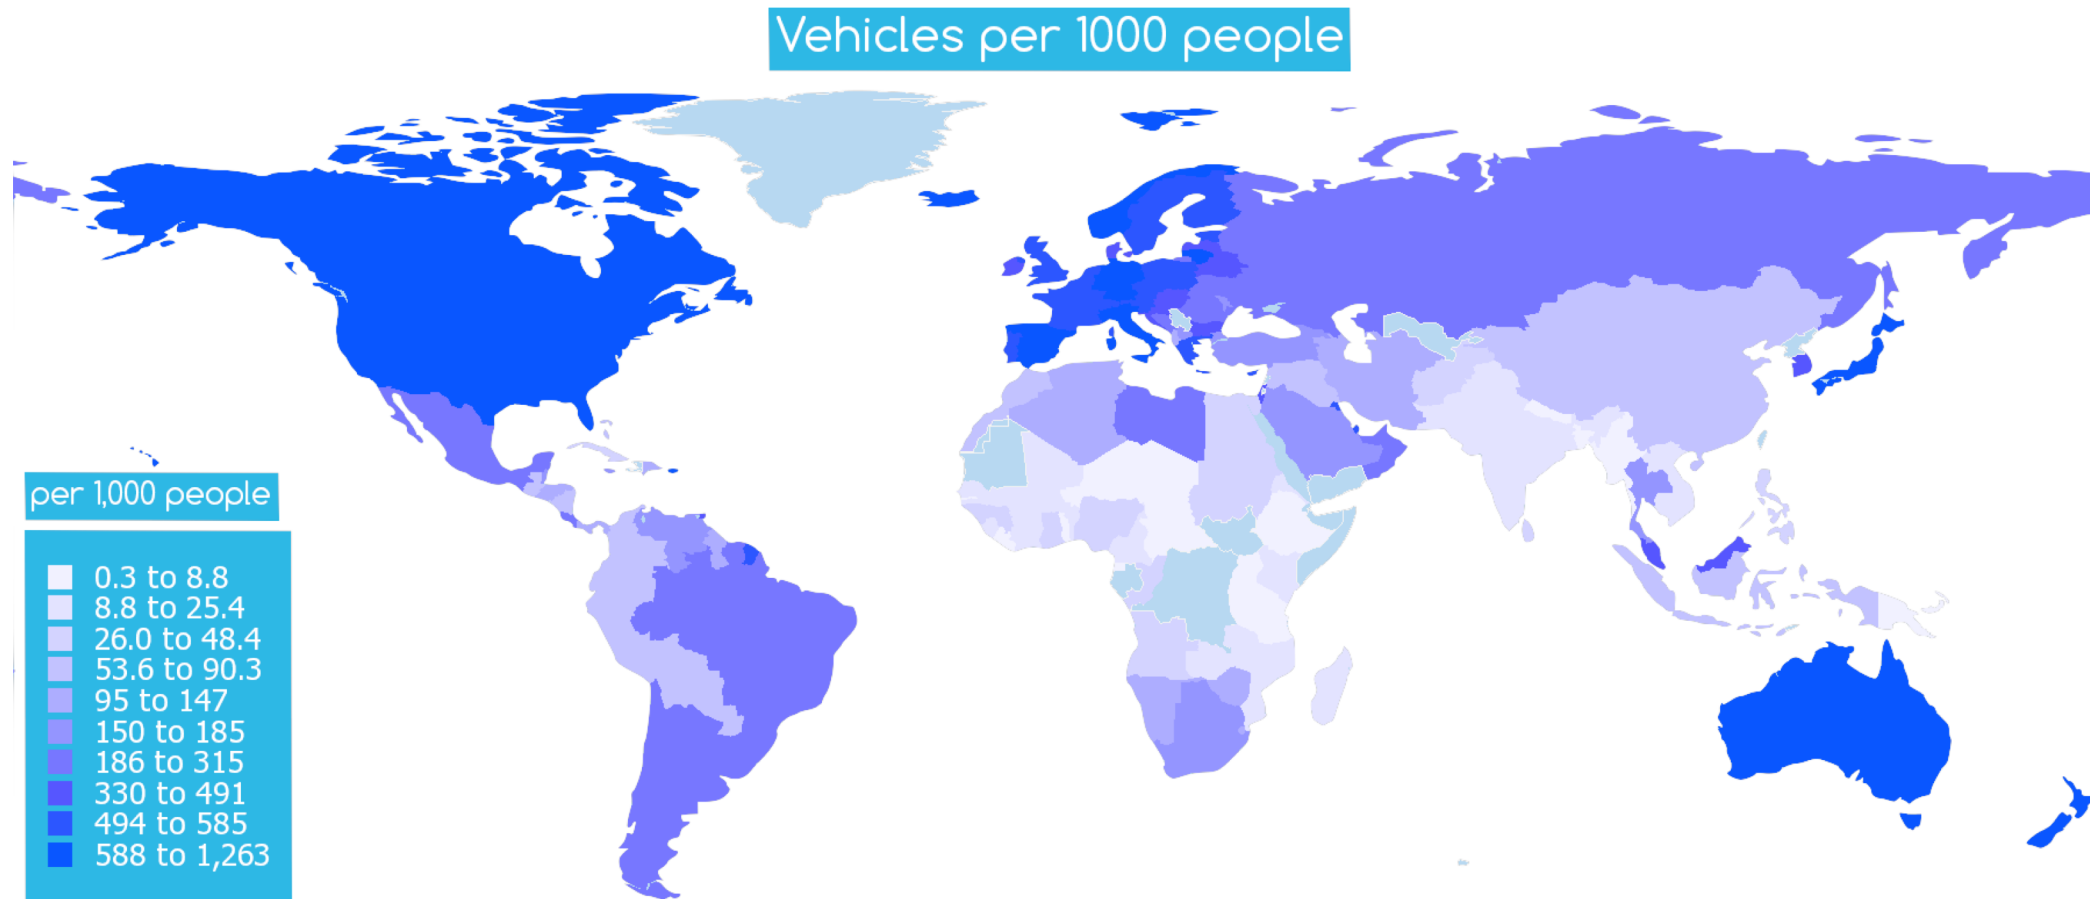 Vehicles per 1000 people
per 1,000 people
0.3 to 8.8
8.8 to 25.4
26.0 to 48.4
53.6 to 90.3
95 to 147
150 to 185
186 to 315
330 to 491
494 to 585
588 to 1,263